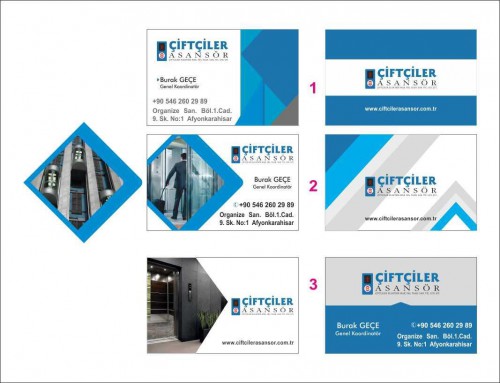 ÇİFTÇİLER
ASANSÖR
Burak GEÇE
Genel Koordinatör
+90 546 260 29 89
Organize San. Böl.1.Cad.
9. Sk. No:1 Afyonkarahisar
1
ÇİFTÇİLER
ASANSÖR
www.ciftcilerasansor.com.tr
ÇİFTÇİLER
ASANSÖR
Burak GEÇE
Genel Koordinatör
+90 546 260 29 89
Organize San. Böl.1.Cad.
9. Sk. No:1 Afyonkarahisar
2
ÇİFTÇİLER
ASANSÖR
www.ciftcilerasansor.com.tr
ÇİFTÇİLER
ASANSÖR
www.çiftcilerasansor.com.tr
3
ÇİFTÇİLER
ASANSÖR
Burak GEÇE
Genel Koordinatör
+90 546 260 29 89
Organize San. Böl.1.Cad.
9. Sk. No:1 Afyonkarahisar